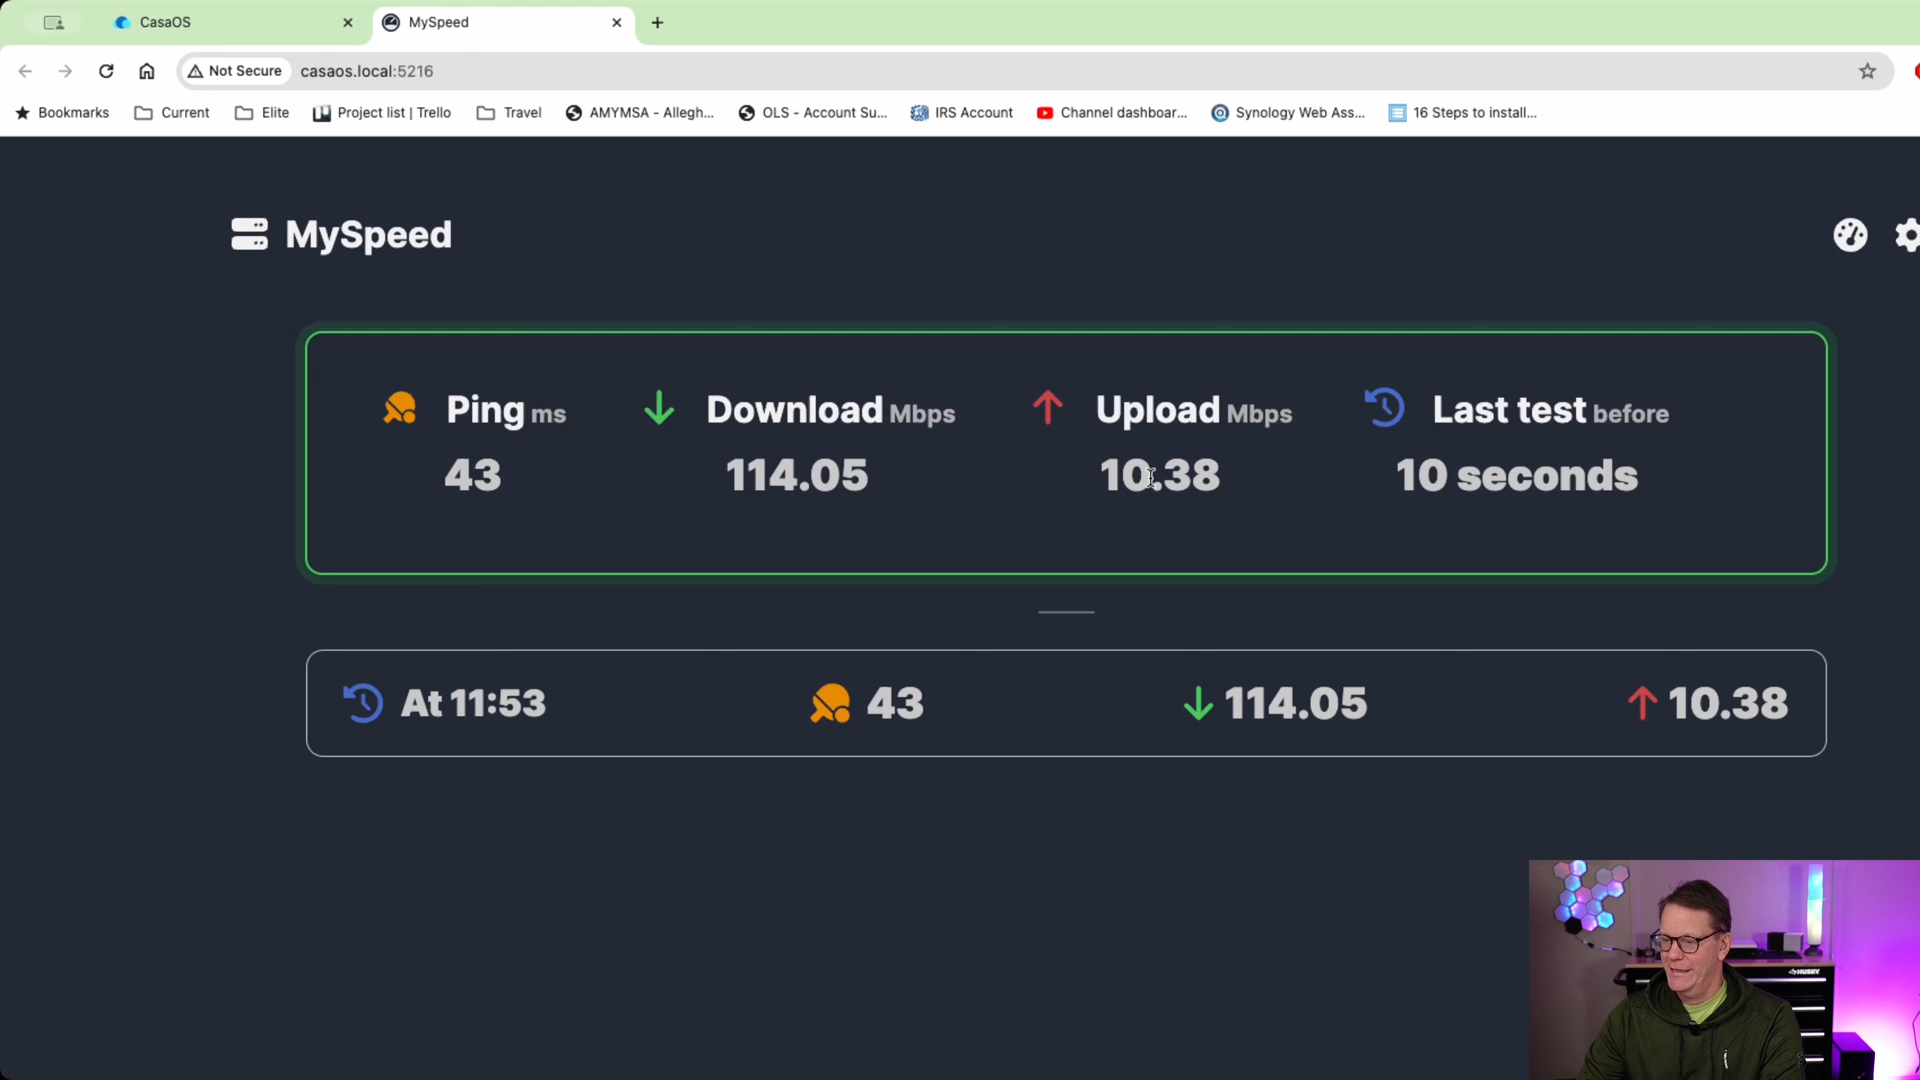 CasaOS
MySpeed
Not Secure
casaos.local:5216
Bookmarks
Current
Elite
Project list | Trello
Travel
AMYMSA - Allegh...
OLS - Account Su...
IRS Account
Channel dashboar...
Synology Web Ass...
16 Steps to install...
MySpeed
Ping ms
43
Download Mbps
114.05
Upload Mbps
10.38
Last test before
10 seconds
At 11:53
43
114.05
10.38
HUSKY